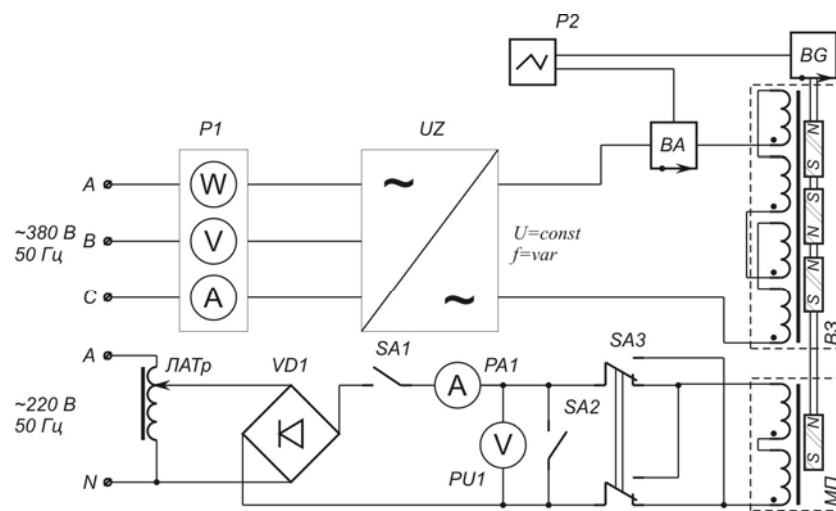 P2
BG
P1
UZ
BA
N
S
A
W
~
S
N
~380 В
50 Гц
B
V
U=const
f=var
N
S
C
A
~
ВЗ
A
ЛАТр
VD1
SA1
PA1
SA3
A
~220 В
50 Гц
V
SA2
N
S
PU1
N
МП